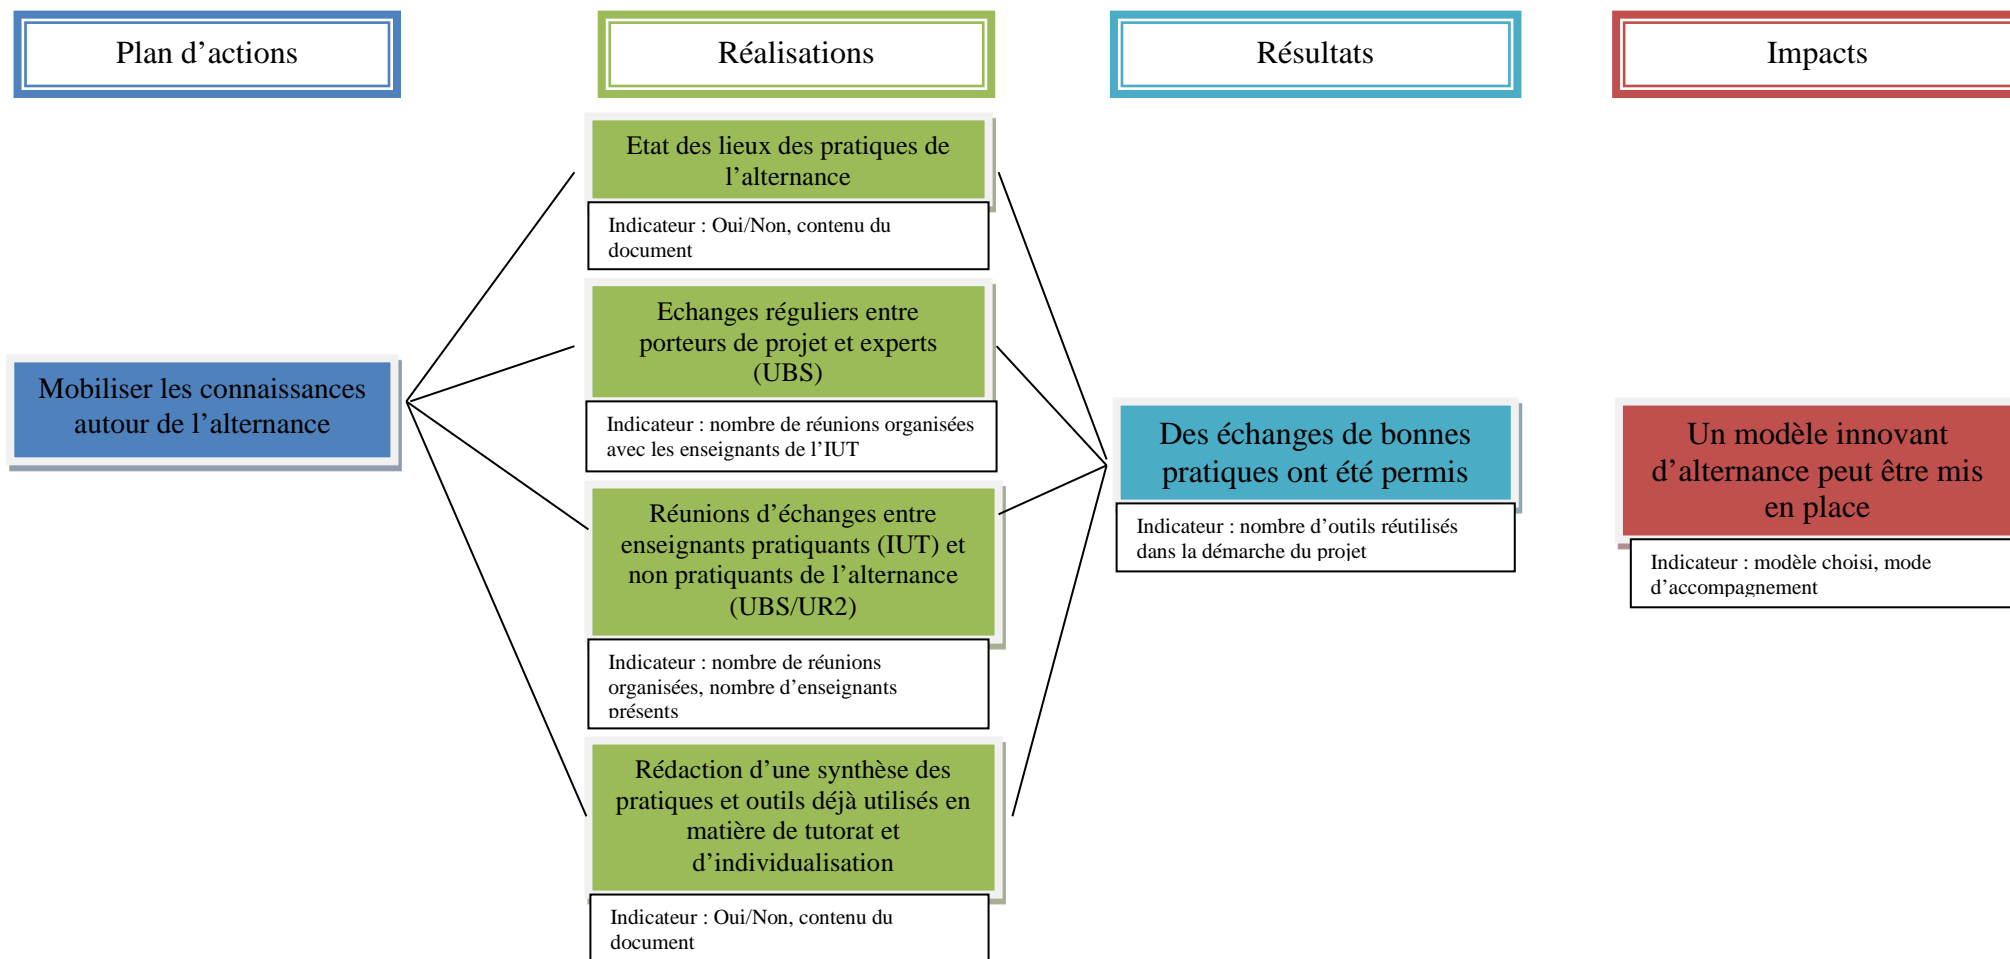 Plan d’actions
Réalisations
Résultats
Impacts
Mobiliser les connaissances
autour de l’alternance
Etat des lieux des pratiques de
l’alternance
Indicateur : Oui/Non, contenu du
document
Echanges réguliers entre
porteurs de projet et experts
(UBS)
Indicateur : nombre de réunions organisées
avec les enseignants de l’IUT
Réunions d’échanges entre
enseignants pratiquants (IUT) et
non pratiquants de l’alternance
(UBS/UR2)
Indicateur : nombre de réunions
organisées, nombre d’enseignants
présents
Rédaction d’une synthèse des
pratiques et outils déjà utilisés en
matière de tutorat et
d’individualisation
Indicateur : Oui/Non, contenu du
document
Des échanges de bonnes
pratiques ont été permis
Indicateur : nombre d’outils réutilisés
dans la démarche du projet
Un modèle innovant
d’alternance peut être mis
en place
Indicateur : modèle choisi, mode
d’accompagnement